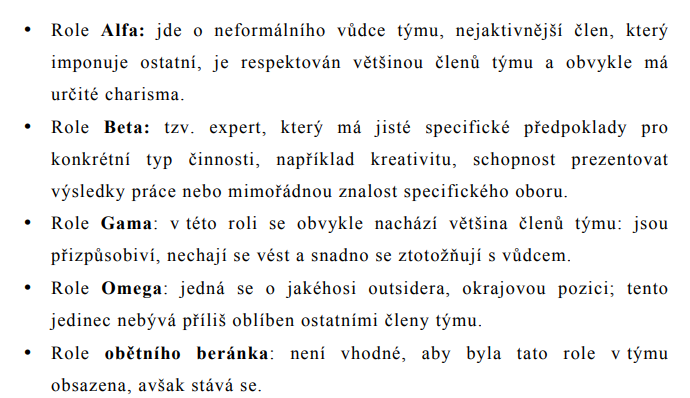 • Role Alfa: jde o neformálního vůdce týmu, nejaktivnější člen, který
imponuje ostatní, je respektován většinou členů týmu a obvykle má
určité charisma.
• Role Beta: tzv. expert, který má jisté specifické předpoklady pro
konkrétní typ činnosti, například kreativitu, schopnost prezentovat
výsledky práce nebo mimořádnou znalost specifického oboru.
• Role Gama: v této roli se obvykle nachází většina členů týmu: jsou
přizpůsobiví, nechají se vést a snadno se ztotožňují s vůdcem.
• Role Omega: jedná se o jakéhosi outsidera, okrajovou pozici; tento
jedinec nebývá příliš oblíben ostatními členy týmu.
• Role obětního beránka: není vhodné, aby byla tato role v týmu
obsazena, avšak stává se.